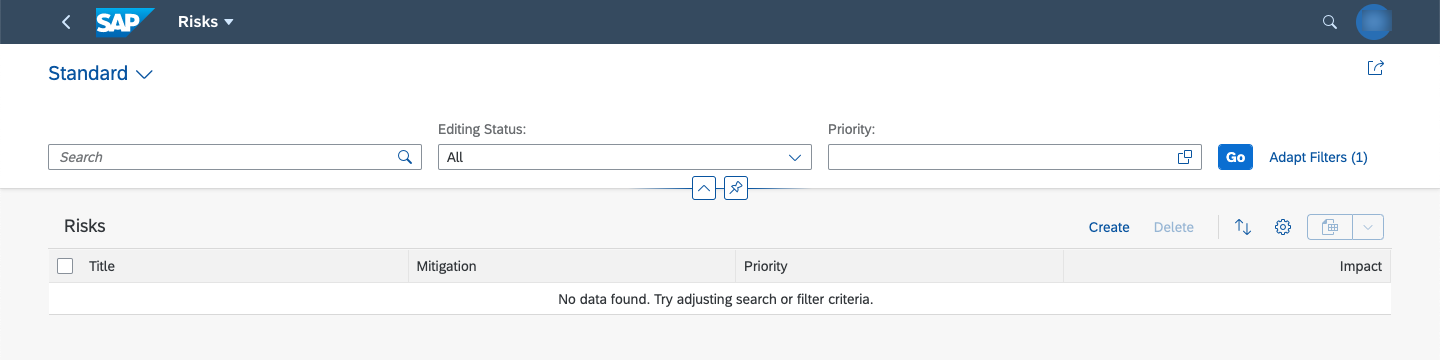 SAP Risks
Standard
Editing Status: Priority:
Search All Go Adapt Filters (1)
Risks Create Delete
Title Mitigation Priority Impact
No data found. Try adjusting search or filter criteria.